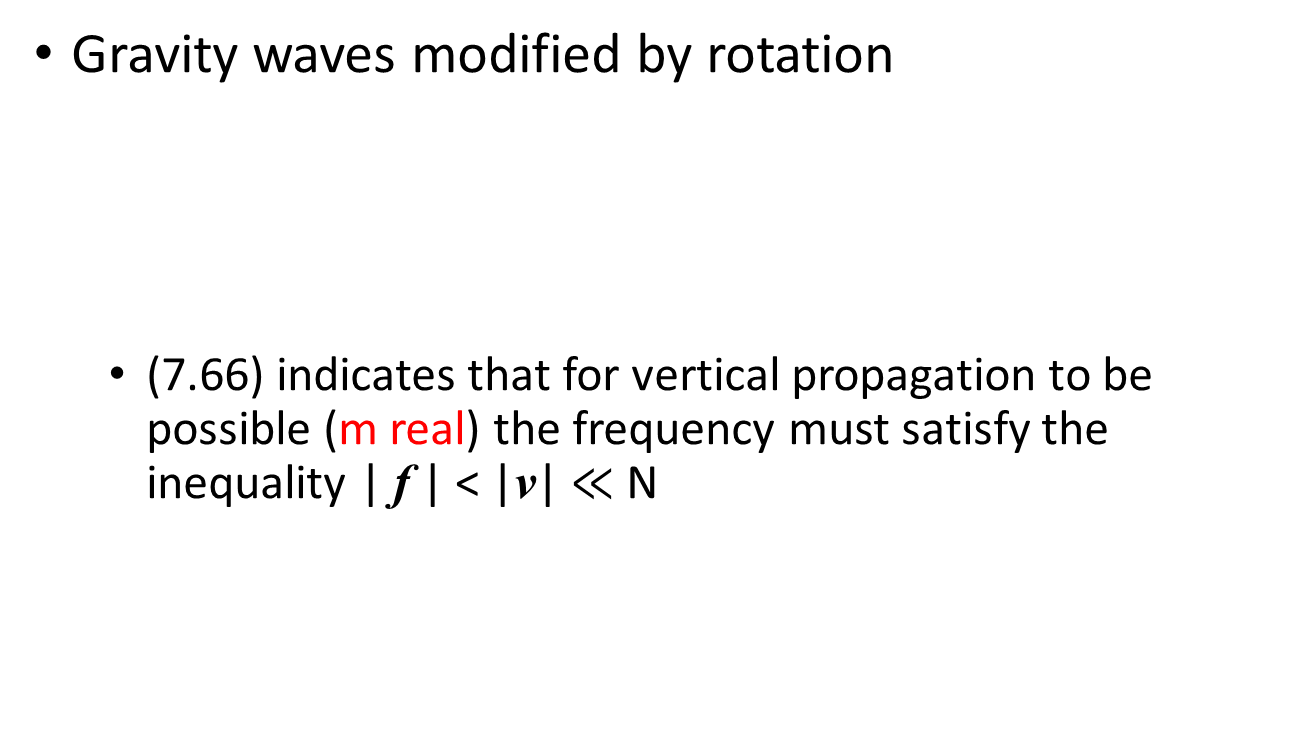 • Gravity waves modified by rotation
• (7.66) indicates that for vertical propagation to be
possible (m real) the frequency must satisfy the
inequality | f | < |ν| ≪ N